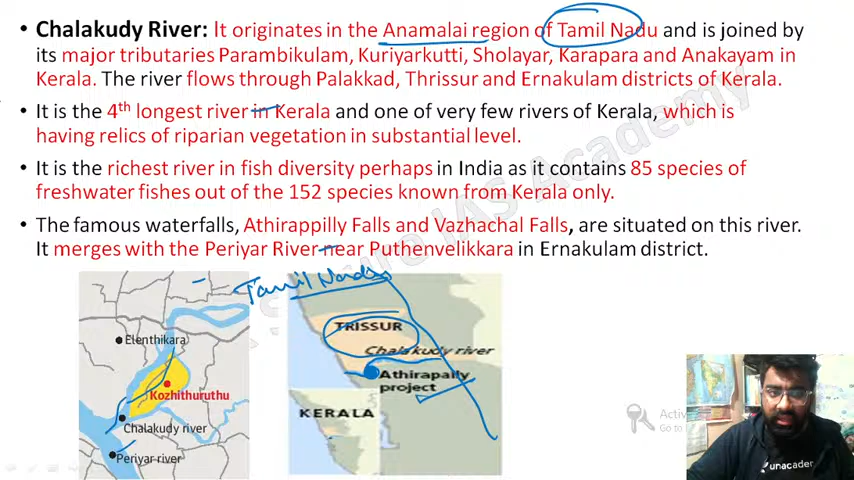 • Chalakudy River: It originates in the Anamalai region of Tamil Nadu and is joined by
its major tributaries Parambikulam, Kuriyarkutti, Sholayar, Karapara and Anakayam in
Kerala. The river flows through Palakkad, Thrissur and Ernakulam districts of Kerala.
• It is the 4th longest river in Kerala and one of very few rivers of Kerala, which is
having relics of riparian vegetation in substantial level.
• It is the richest river in fish diversity perhaps in India as it contains 85 species of
freshwater fishes out of the 152 species known from Kerala only.
• The famous waterfalls, Athirappilly Falls and Vazhachal Falls, are situated on this river.
It merges with the Periyar River near Puthenvelikkara in Ernakulam district.
IAS Academy
Tamil Nadu
Elenthikara
Kozhithuruthu
Chalakudy river
Periyar river
TRISSUR
Chalakudy river
Athirapally
project
KERALA
Activ
Go to
unacader